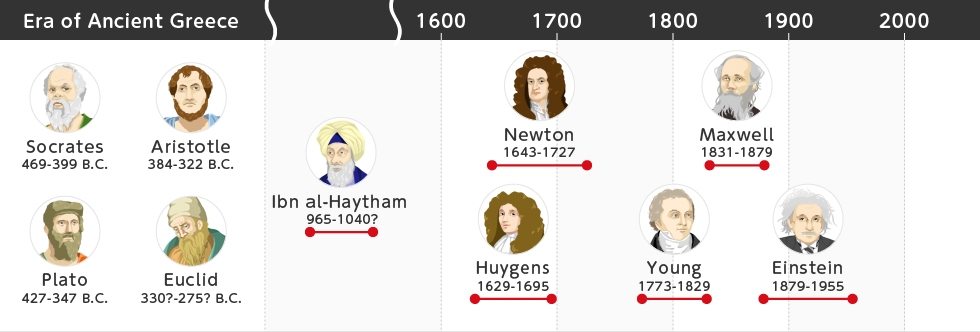 Era of Ancient Greece
1600 1700 1800 1900 2000
Socrates
469-399 B.C.
Aristotle
384-322 B.C.
Plato
427-347 B.C.
Euclid
330?-275? B.C.
Ibn al-Haytham
965-1040?
Newton
1643-1727
Huygens
1629-1695
Maxwell
1831-1879
Young
1773-1829
Einstein
1879-1955